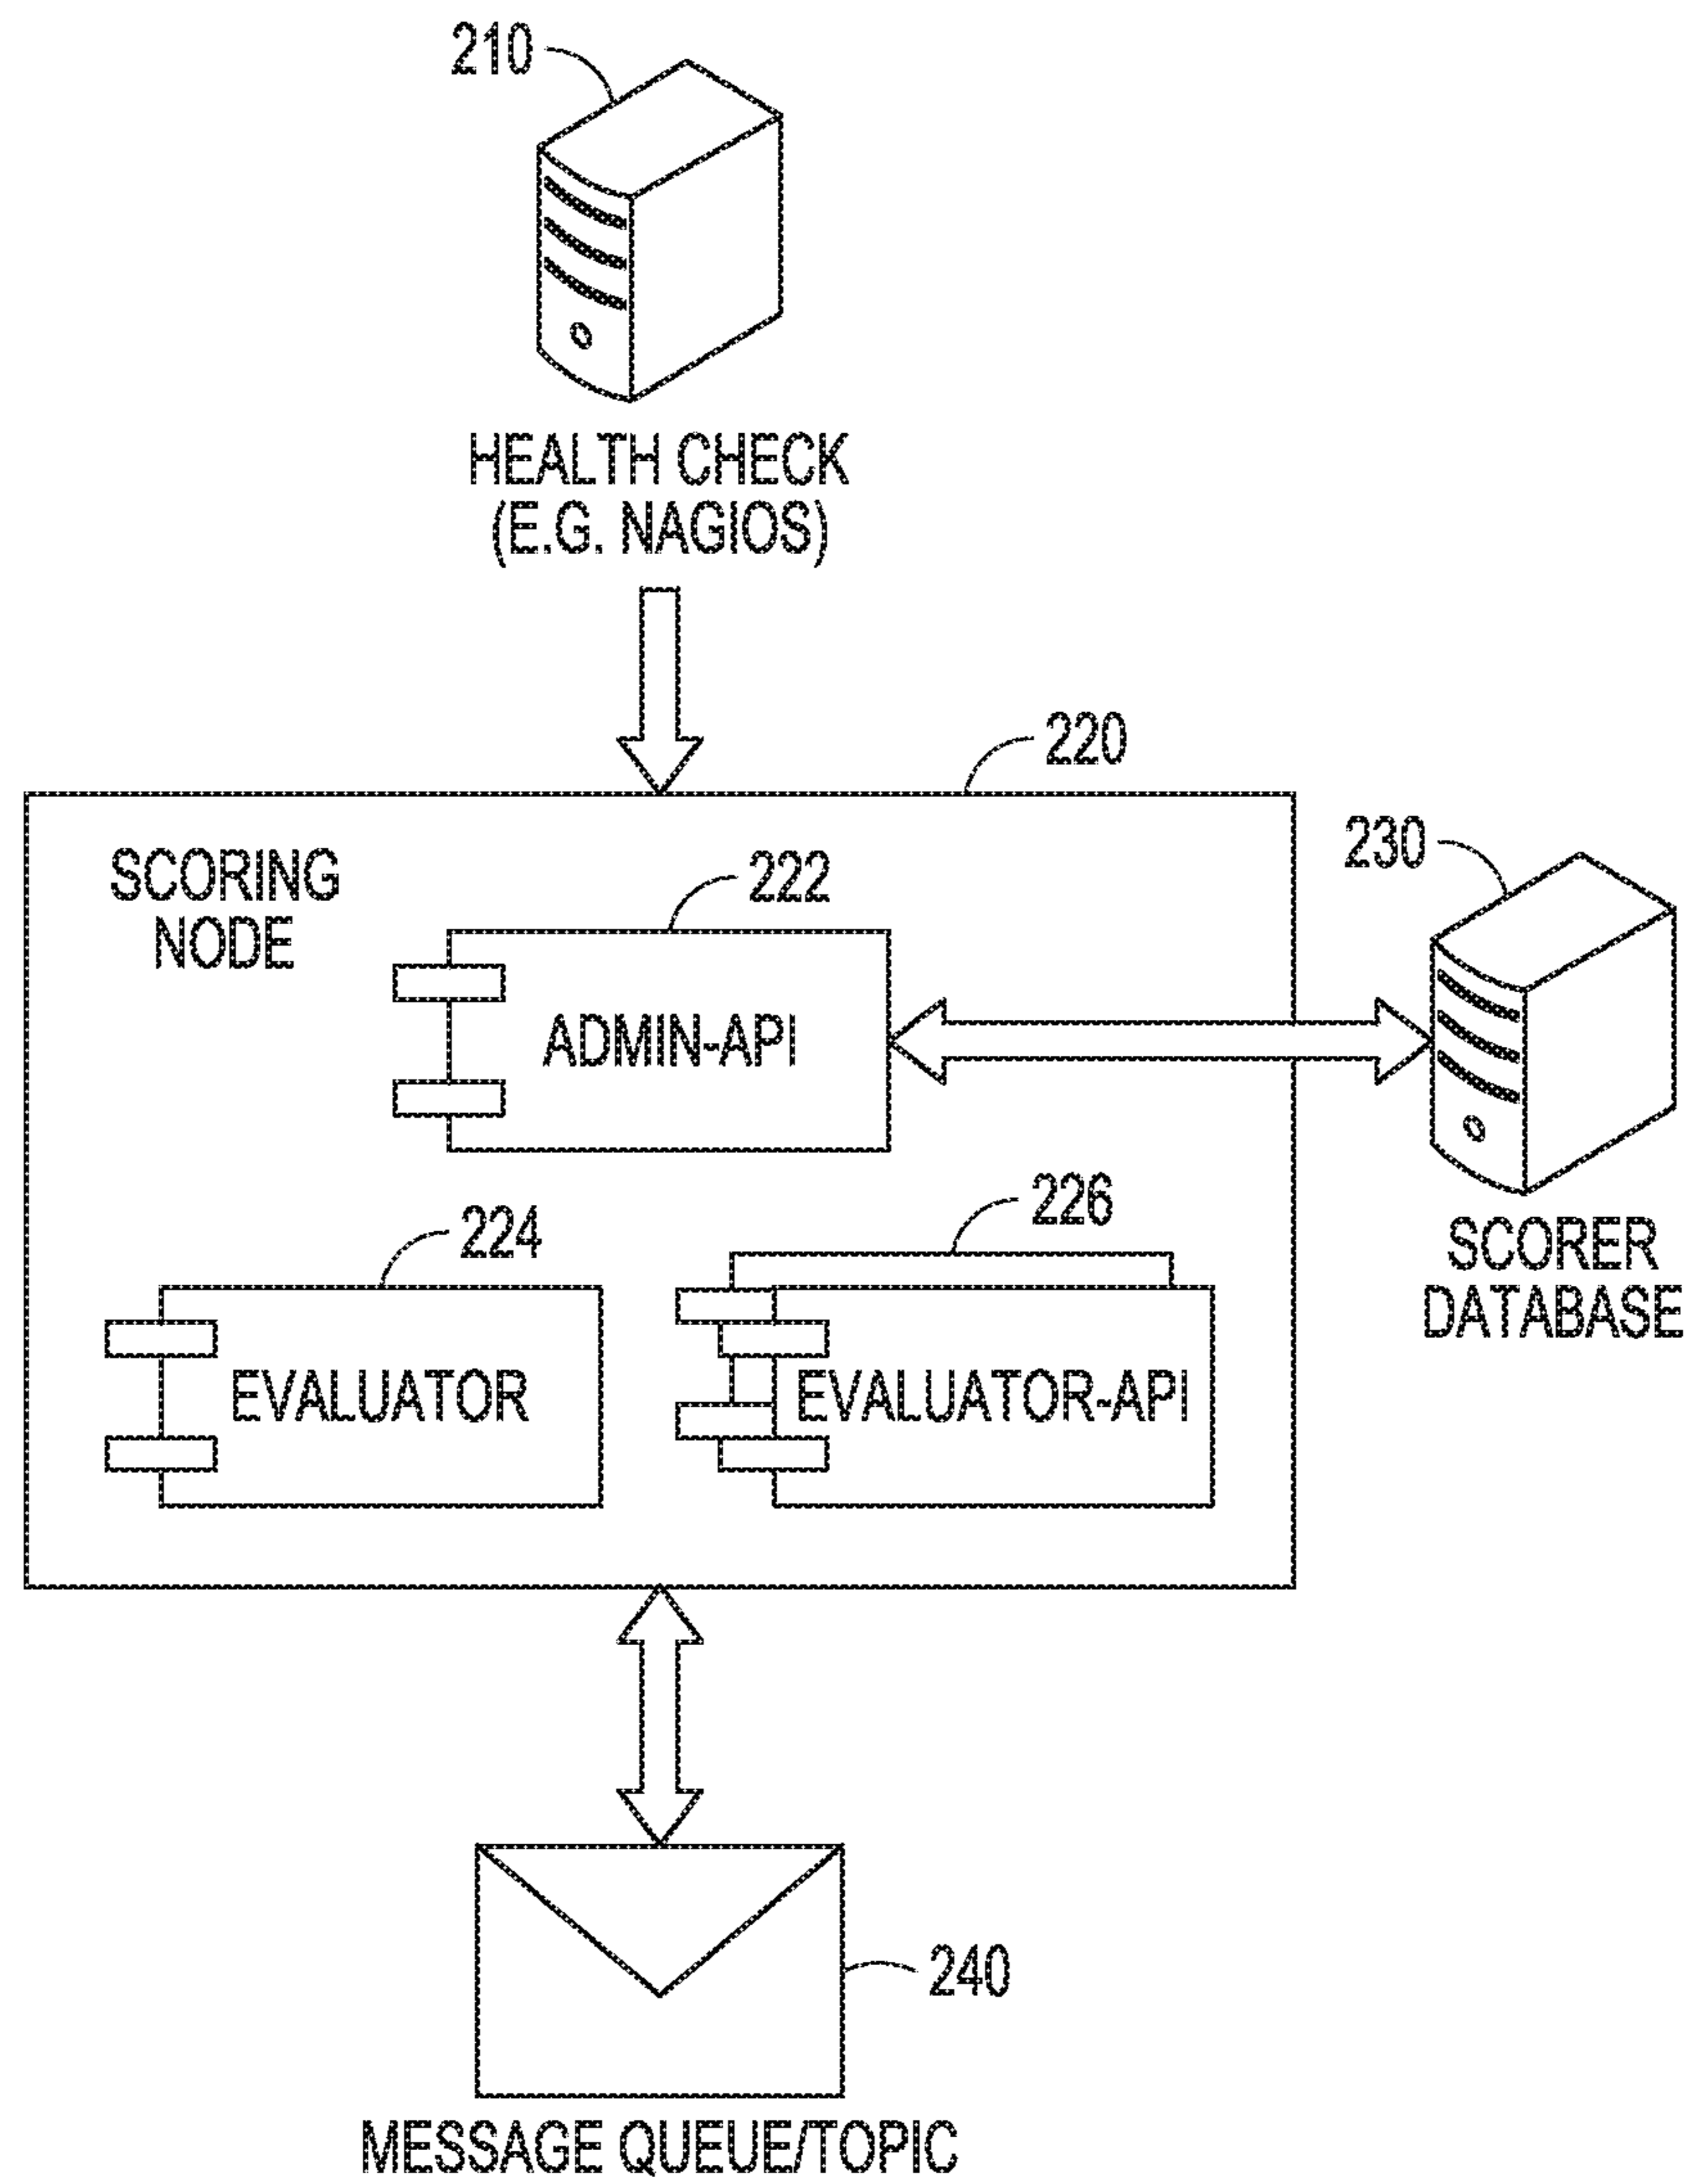 210
HEALTH CHECK
(E.G. NAGIOS)
220
SCORING
NODE
222
ADMIN-API
230
SCORER
DATABASE
224
EVALUATOR
226
EVALUATOR-API
240
MESSAGE QUEUE/TOPIC